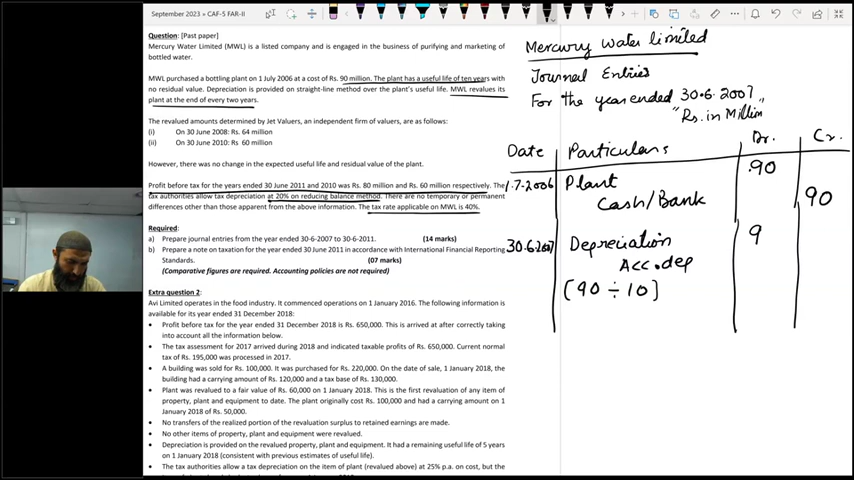 September 2023 » CAF-5 FAR-II
Question: [Past paper]
Mercury Water Limited (MWL) is a listed company and is engaged in the business of purifying and marketing of
bottled water.
MWL purchased a bottling plant on 1 July 2006 at a cost of Rs. 90 million. The plant has a useful life of ten years with
no residual value. Depreciation is provided on straight-line method over the plant's useful life. MWL revalues its
plant at the end of every two years.
The revalued amounts determined by Jet Valuers, an independent firm of valuers, are as follows:
(i) On 30 June 2008: Rs. 64 million
(ii) On 30 June 2010: Rs 60 million
However, there was no change in the expected useful life and residual value of the plant.
Profit before tax for the years ended 30 June 2011 and 2010 was Rs. 80 million and Rs. 60 million respectively. The
tax authorities allow tax depreciation at 20% on reducing balance method. There are no temporary or permanent
differences other than those apparent from the above information. The tax rate applicable on MWL is 40%.
Required:
a) Prepare journal entries from the year ended 30-6-2007 to 30-6-2011. (14 marks)
b) Prepare a note on taxation for the year ended 30 June 2011 in accordance with International Financial Reporting
Standards. (07 marks)
(Comparative figures are required. Accounting policies are not required)
Extra question 2:
Avi Limited operates in the food industry. It commenced operations on 1 January 2016. The following information is
available for its year ended 31 December 2018:
• Profit before tax for the year ended 31 December 2018 is Rs. 650,000. This is arrived at after correctly taking
into account all the information below.
• The tax assessment for 2017 arrived during 2018 and indicated taxable profits of Rs. 650,000. Current normal
tax of Rs. 195,000 was processed in 2017.
• A building was sold for Rs. 100,000. It was purchased for Rs. 220,000. On the date of sale, 1 January 2018, the
building had a carrying amount of Rs. 120,000 and a tax base of Rs. 130,000.
• Plant was revalued to a fair value of Rs. 60,000 on 1 January 2018. This is the first revaluation of any item of
property, plant and equipment to date. The plant originally cost Rs. 100,000 and had a carrying amount on 1
January 2018 of Rs. 50,000.
• No transfers of the realized portion of the revaluation surplus to retained earnings are made.
• No other items of property, plant and equipment were revalued.
• Depreciation is provided on the revalued property, plant and equipment. It had a remaining useful life of 5 years
on 1 January 2018 (consistent with previous estimates of useful life).
• The tax authorities allow a tax depreciation on the item of plant (revalued above) at 25% p.a. on cost, but the
Mercury Water limited
Journal Entries
For the year ended 30.6.2007
"Rs. in Million"
Date Particulars Dr. Cr.
1.7.2006 Plant 90
Cash/Bank 90
30.6.2007 Depreciation 9
Acc.dep
[90 ÷ 10]